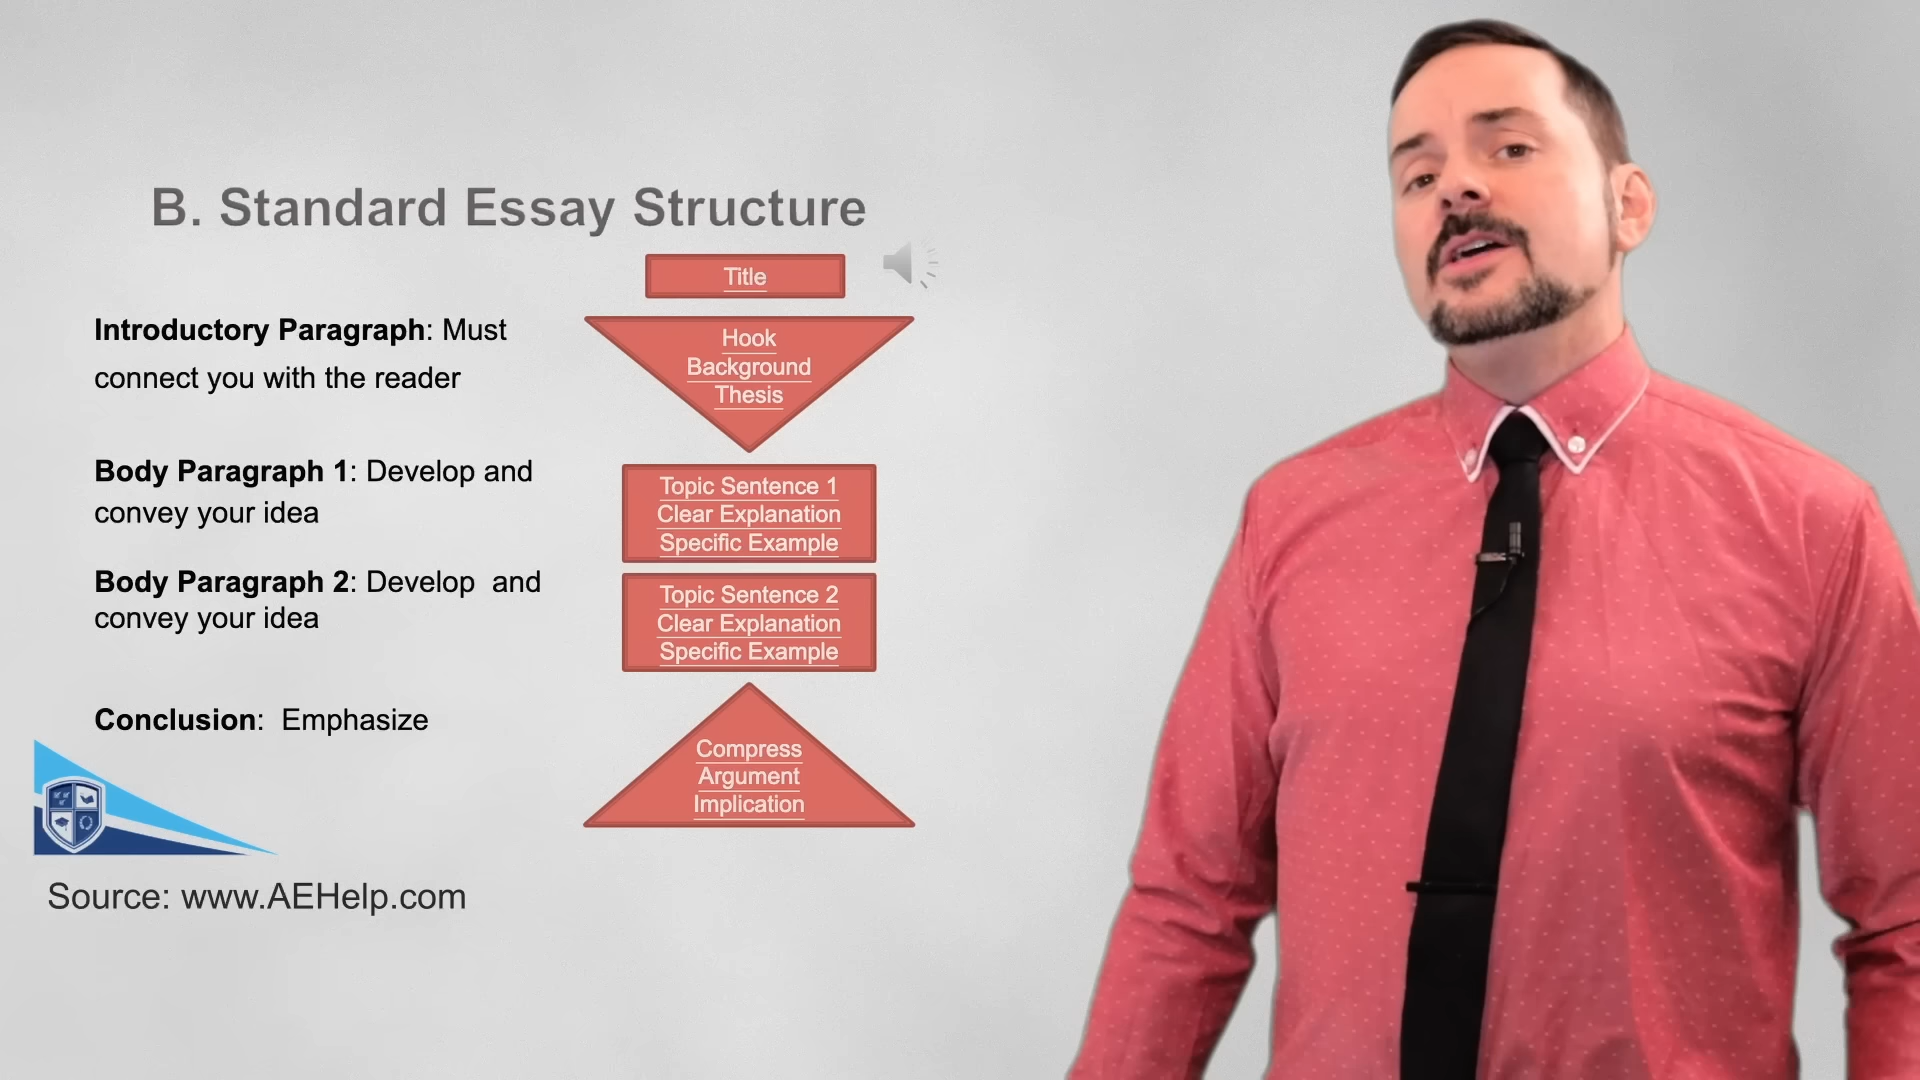 B. Standard Essay Structure
Title
Introductory Paragraph: Must
connect you with the reader
Hook
Background
Thesis
Body Paragraph 1: Develop and
convey your idea
Topic Sentence 1
Clear Explanation
Specific Example
Body Paragraph 2: Develop  and
convey your idea
Topic Sentence 2
Clear Explanation
Specific Example
Conclusion:  Emphasize
Compress
Argument
Implication
Source: www.AEHelp.com